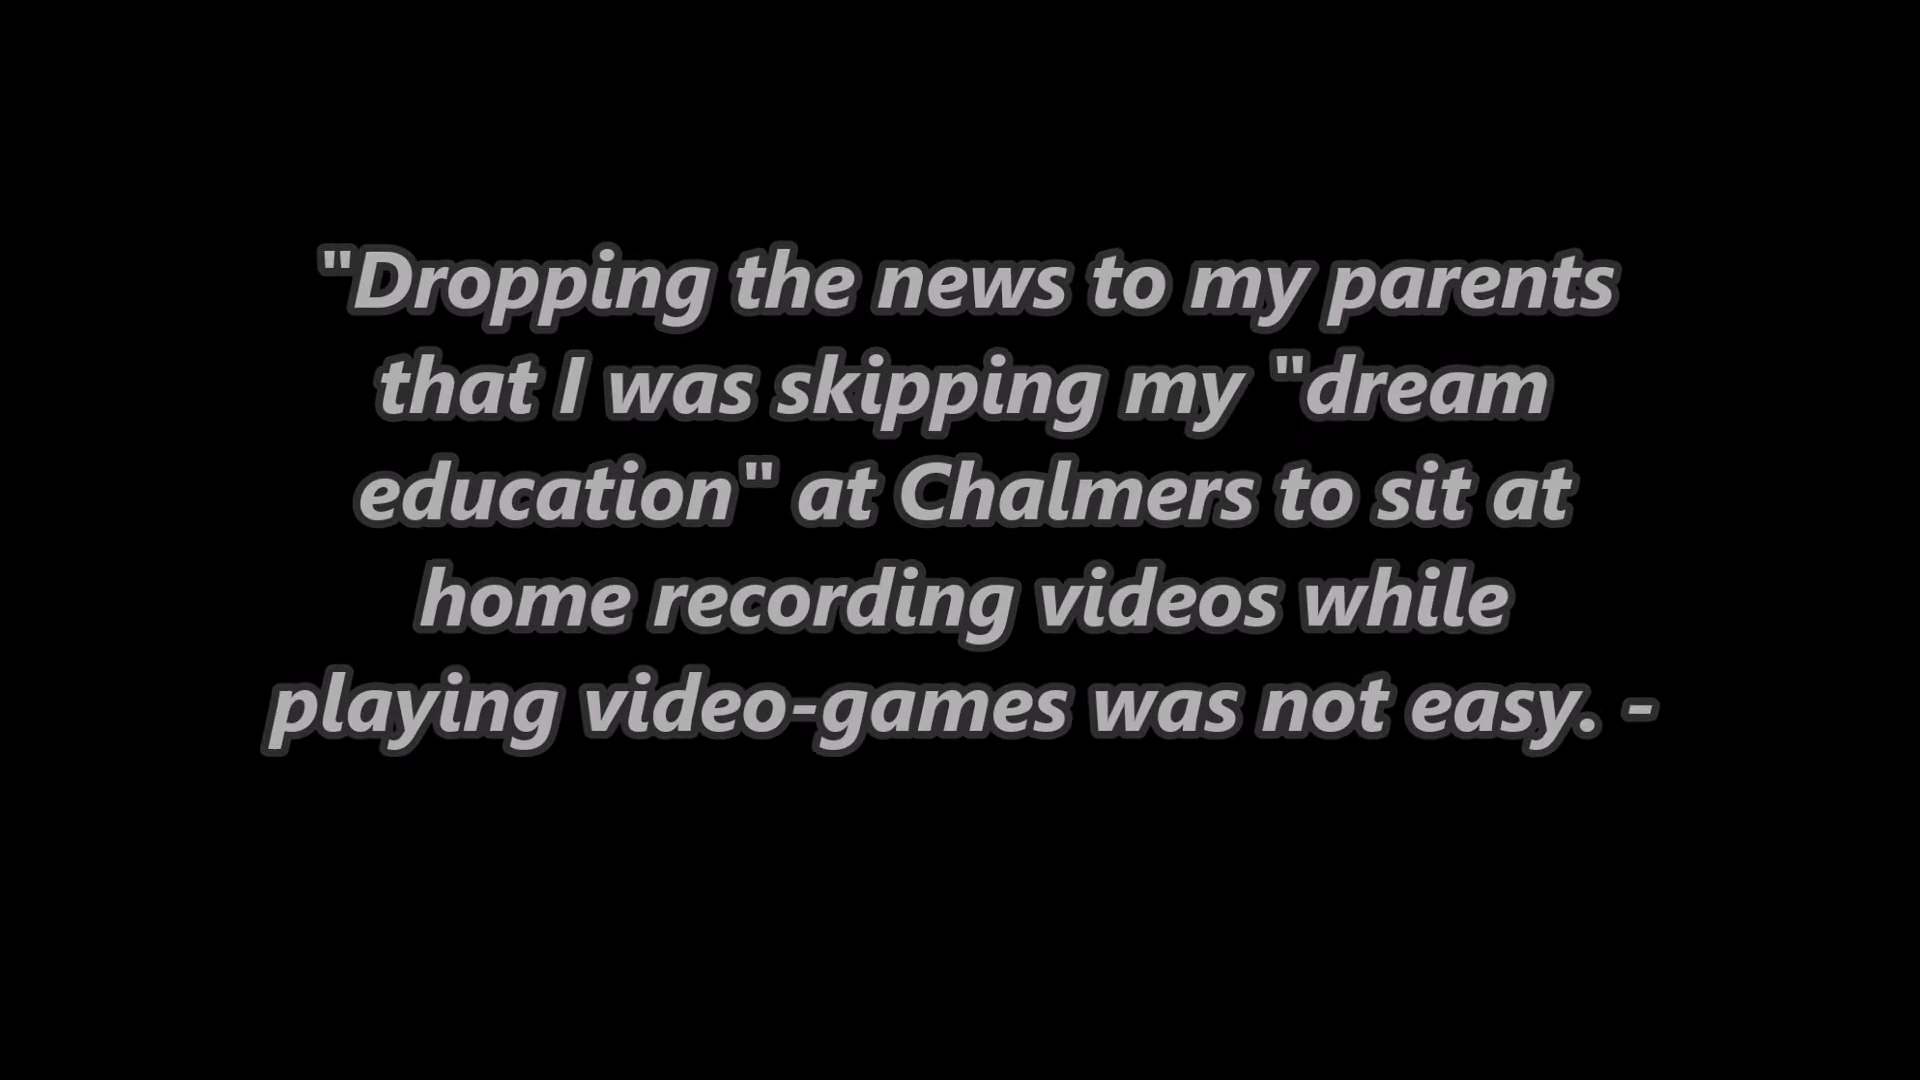 "Dropping the news to my parents
that I was skipping my "dream
education" at Chalmers to sit at
home recording videos while
playing video-games was not easy. -